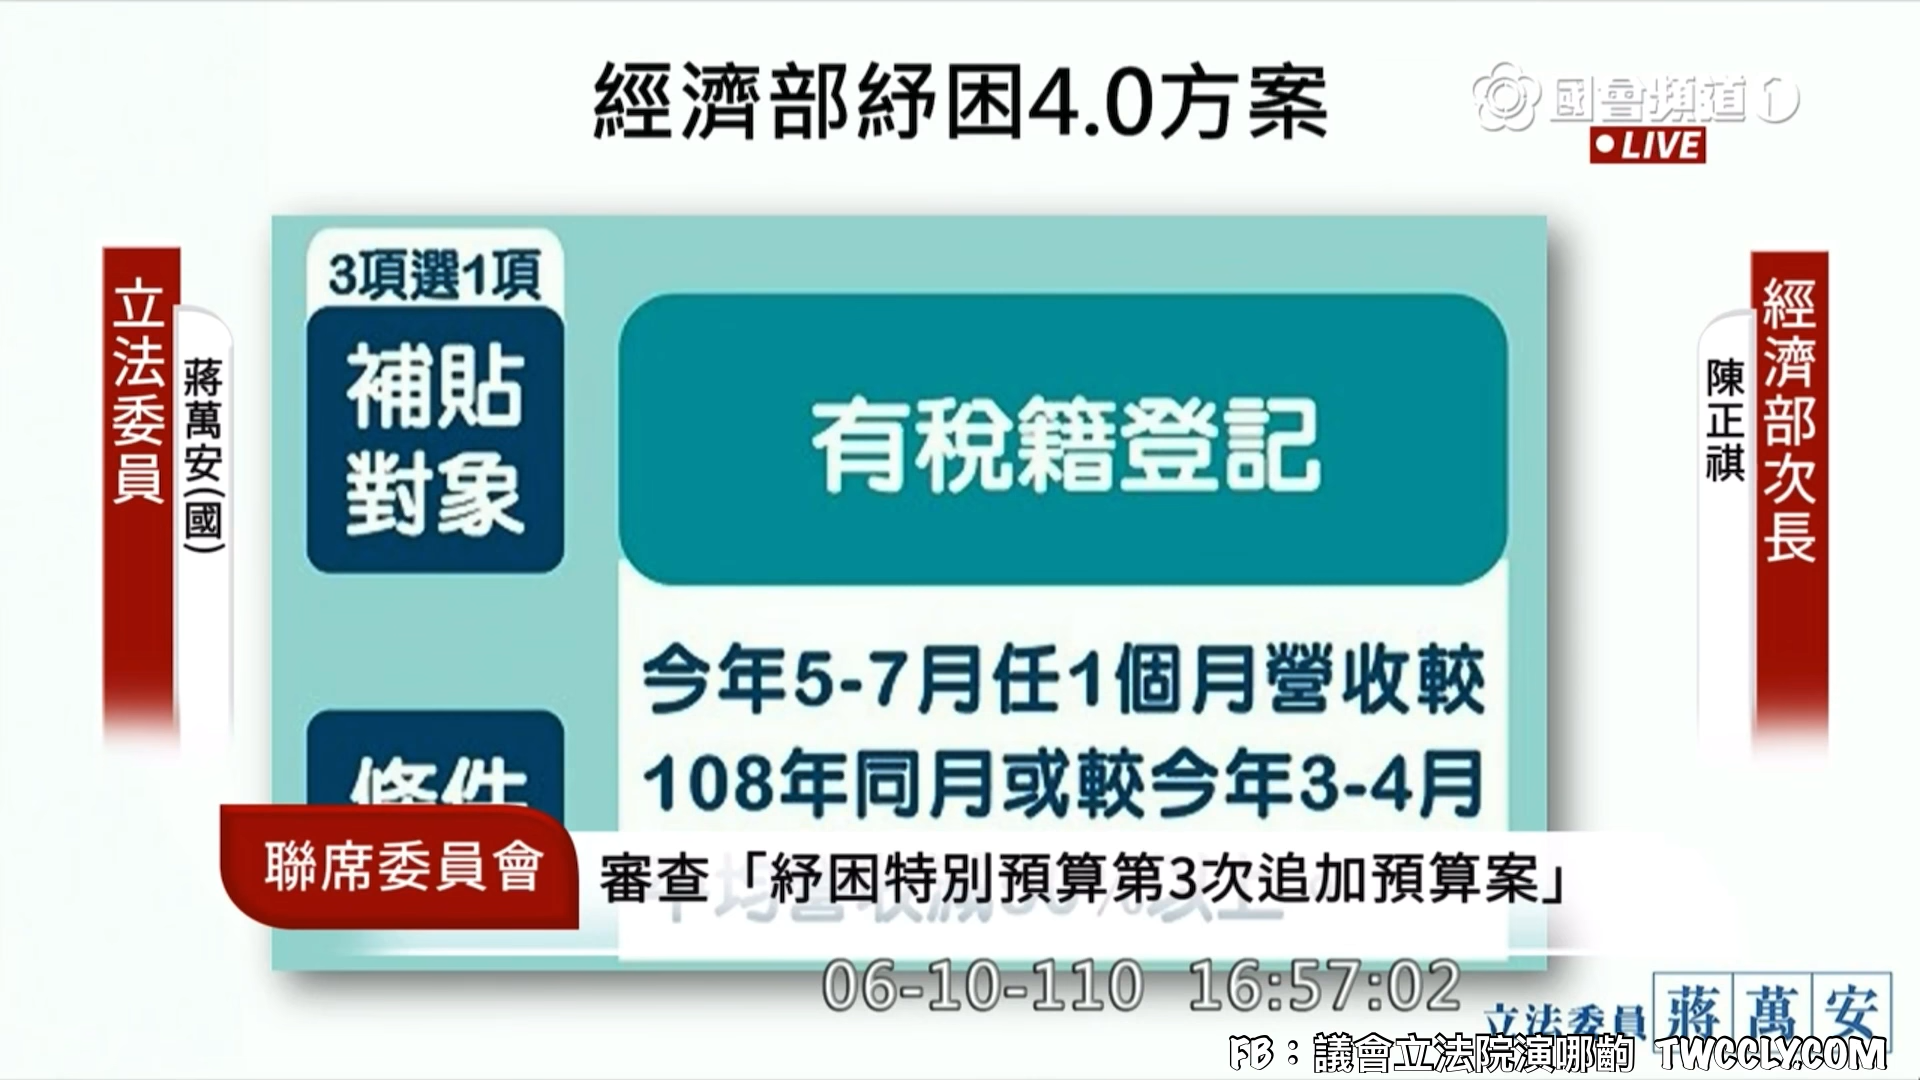 經濟部紓困4.0方案
國會頻道1
LIVE
立法委員
蔣萬安(國)
經濟部次長
陳正祺
3項選1項
補貼
對象
有稅籍登記
條件
今年5-7月任1個月營收較
108年同月或較今年3-4月
聯席委員會
審查「紓困特別預算第3次追加預算案」
06-10-110 16:57:02
立法委員 蔣萬安
FB：議會立法院演哪齣 TWCCLY.COM